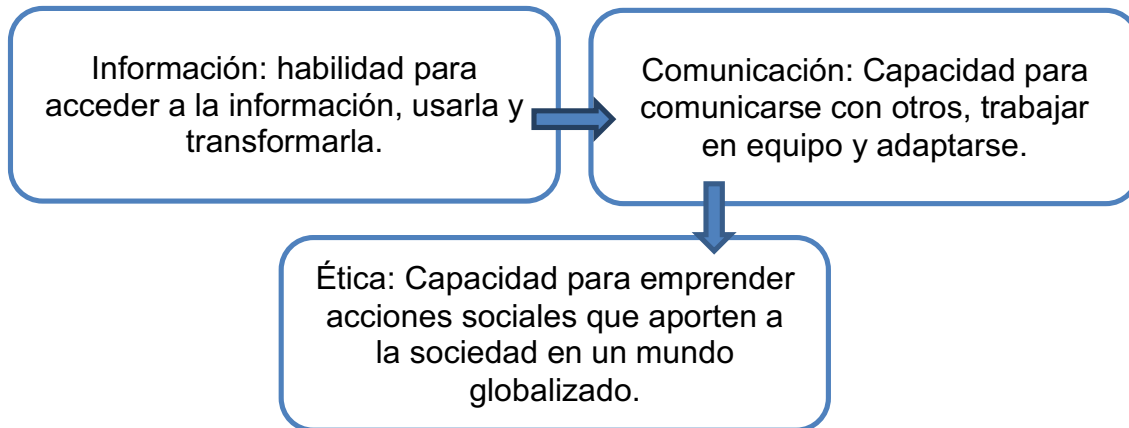 Información: habilidad para
acceder a la información, usarla y
transformarla.
Comunicación: Capacidad para
comunicarse con otros, trabajar
en equipo y adaptarse.
Ética: Capacidad para emprender
acciones sociales que aporten a
la sociedad en un mundo
globalizado.